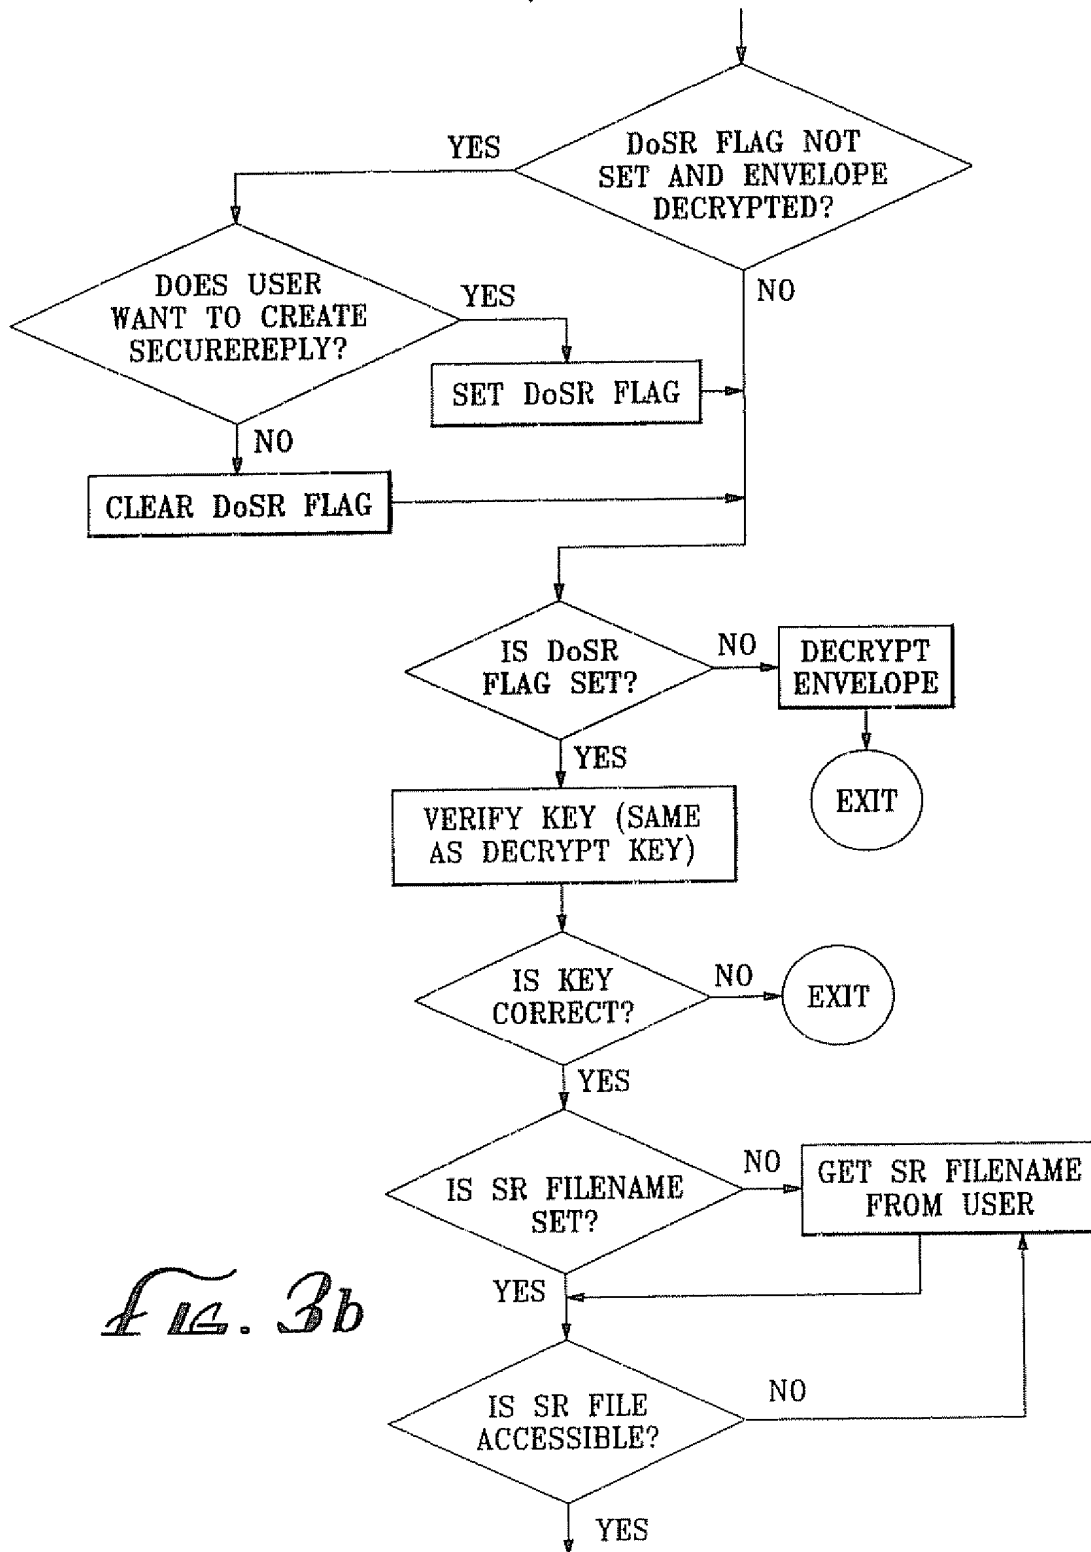 DoSR FLAG NOT
SET AND ENVELOPE
DECRYPTED?
YES
NO
DOES USER
WANT TO CREATE
SECUREREPLY?
YES
SET DoSR FLAG
NO
CLEAR DoSR FLAG
IS DoSR
FLAG SET?
NO
DECRYPT
ENVELOPE
EXIT
YES
VERIFY KEY (SAME
AS DECRYPT KEY)
IS KEY
CORRECT?
NO
EXIT
YES
IS SR FILENAME
SET?
NO
GET SR FILENAME
FROM USER
YES
IS SR FILE
ACCESSIBLE?
NO
YES
FIG. 3b